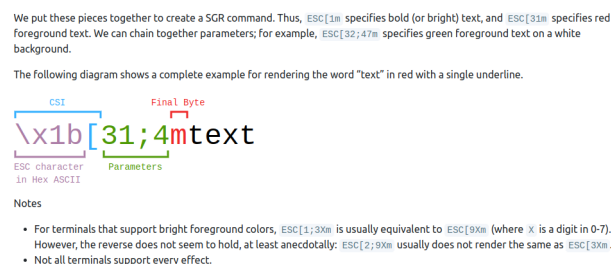 We put these pieces together to create a SGR command. Thus, ESC[1m specifies bold (or bright) text, and ESC[31m specifies red
foreground text. We can chain together parameters; for example, ESC[32;47m specifies green foreground text on a white
background.
The following diagram shows a complete example for rendering the word “text” in red with a single underline.
CSI Final Byte
\x1b[31;4mtext
ESC character Parameters
in Hex ASCII
Notes
• For terminals that support bright foreground colors, ESC[1;3Xm is usually equivalent to ESC[9Xm (where X is a digit in 0-7).
However, the reverse does not seem to hold, at least anecdotally: ESC[2;9Xm usually does not render the same as ESC[3Xm.
• Not all terminals support every effect.